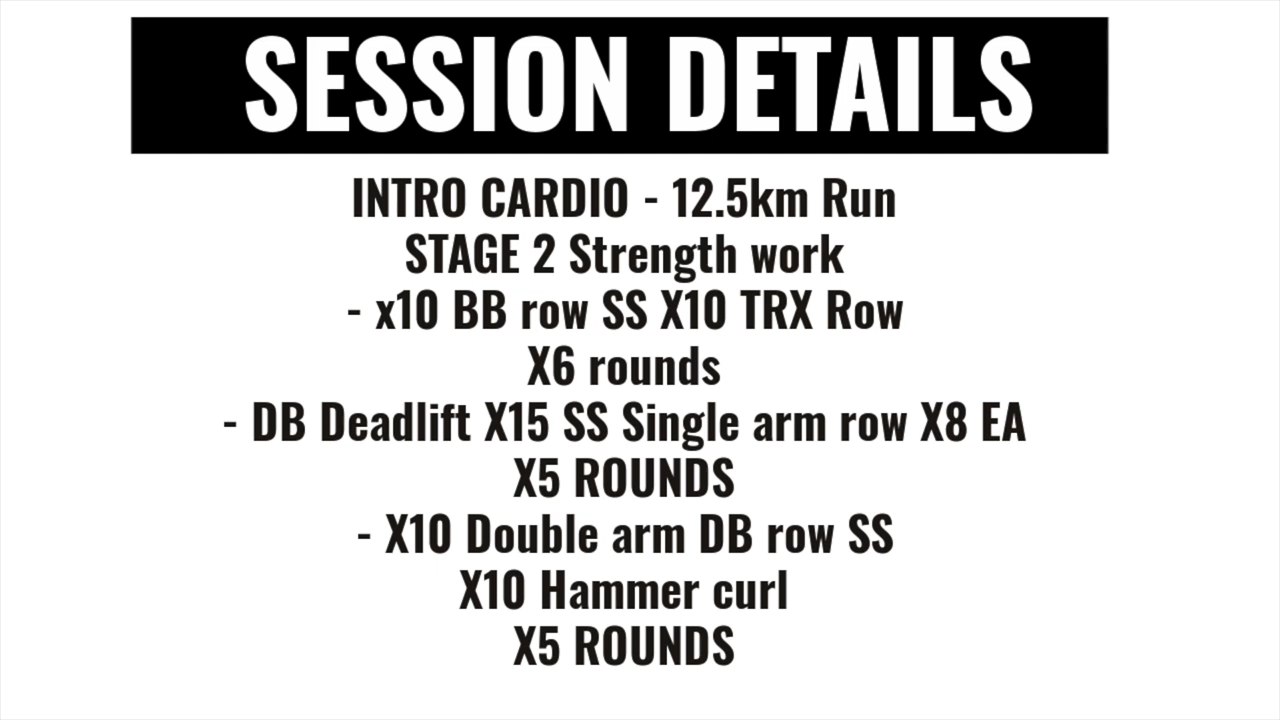 SESSION DETAILS
INTRO CARDIO - 12.5km Run
STAGE 2 Strength work
- x10 BB row SS X10 TRX Row
X6 rounds
- DB Deadlift X15 SS Single arm row X8 EA
X5 ROUNDS
- X10 Double arm DB row SS
X10 Hammer curl
X5 ROUNDS